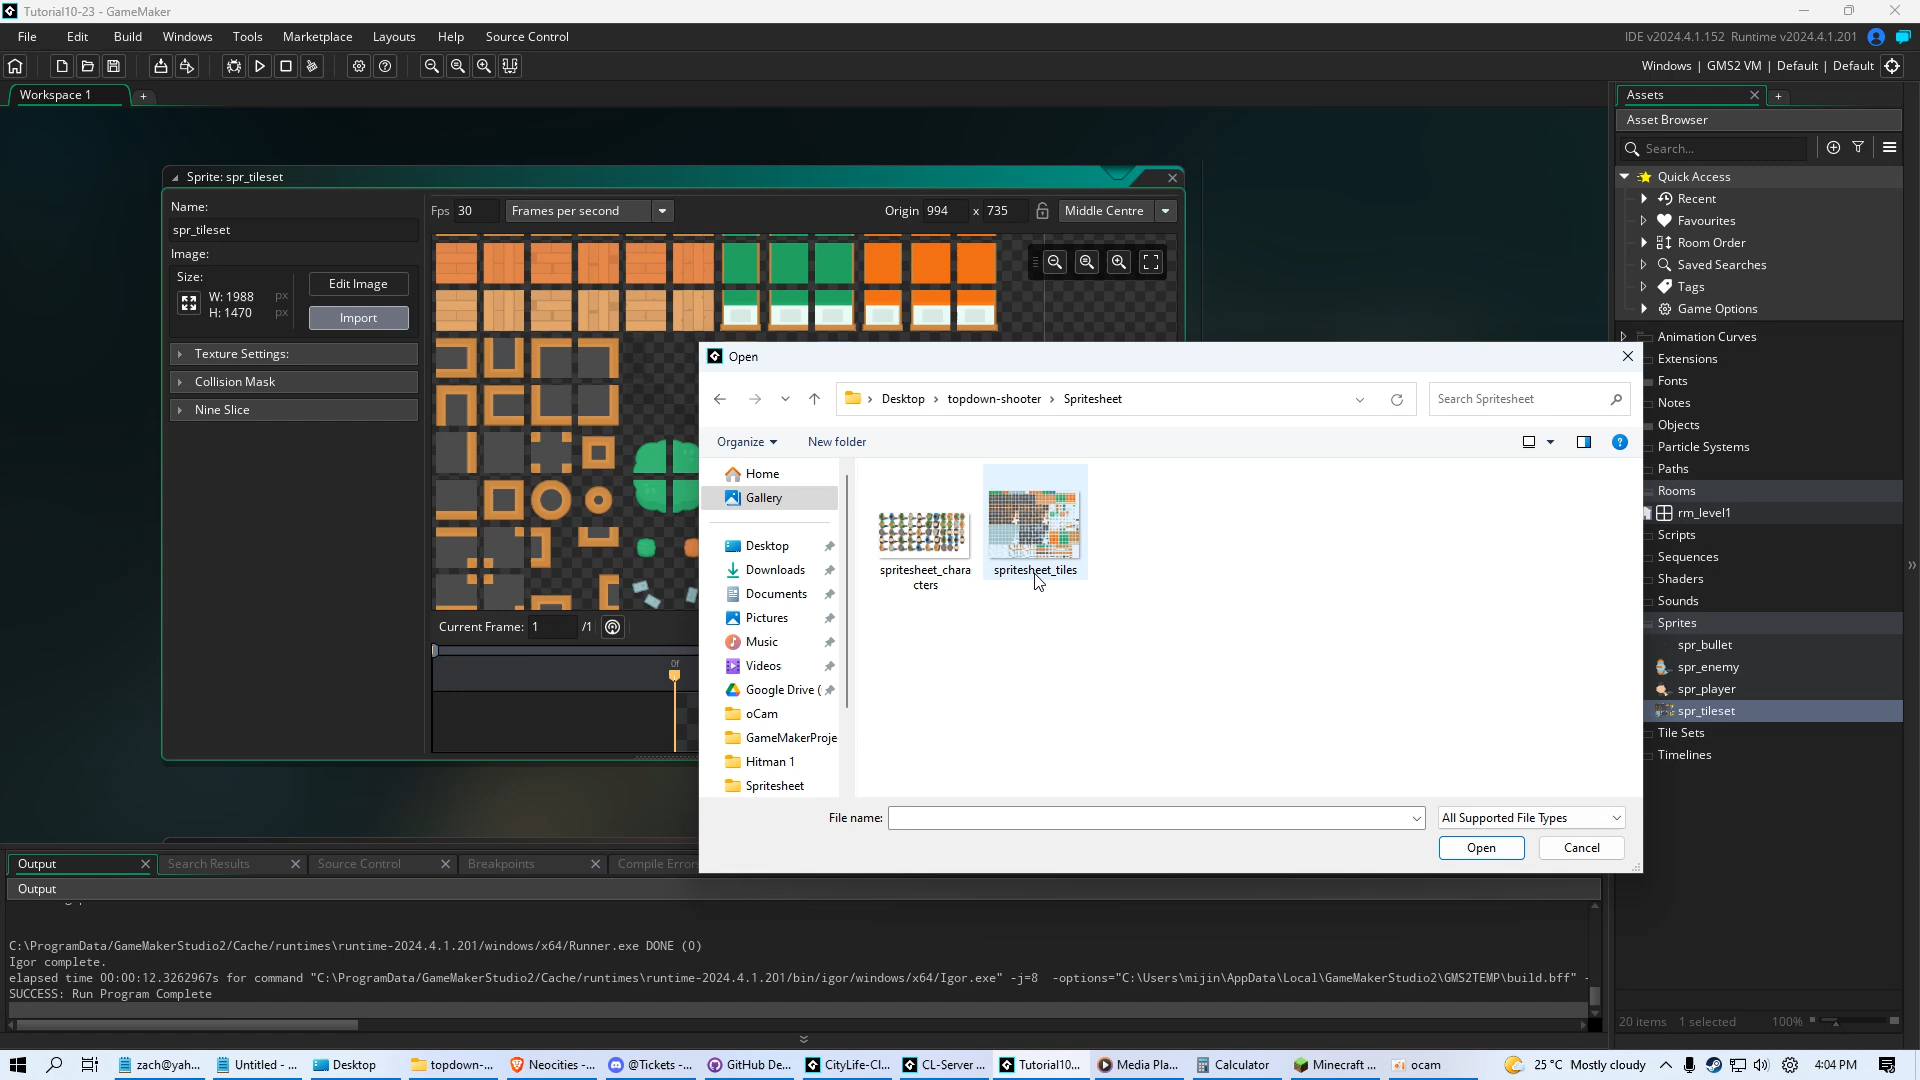 Tutorial10-23 - GameMaker
File Edit Build Windows Tools Marketplace Layouts Help Source Control
IDE v2024.4.1.152 Runtime v2024.4.1.201
Windows | GMS2 VM | Default | Default
Workspace 1
Assets
Asset Browser
Search...
Quick Access
Recent
Favourites
Room Order
Saved Searches
Tags
Game Options
Animation Curves
Extensions
Fonts
Notes
Objects
Particle Systems
Paths
Rooms
rm_level1
Scripts
Sequences
Shaders
Sounds
Sprites
spr_bullet
spr_enemy
spr_player
spr_tileset
Tile Sets
Timelines
20 items 1 selected 100%
Sprite: spr_tileset
Name:
spr_tileset
Image:
Size:
W: 1988 px
H: 1470 px
Edit Image
Import
Texture Settings:
Collision Mask
Nine Slice
Fps 30 Frames per second
Origin 994 x 735 Middle Centre
Current Frame: 1 /1
0f
Open
Desktop > topdown-shooter > Spritesheet
Search Spritesheet
Organize New folder
Home
Gallery
Desktop
Downloads
Documents
Pictures
Music
Videos
Google Drive (
oCam
GameMakerProje
Hitman 1
Spritesheet
spritesheet_chara
cters
spritesheet_tiles
File name:
All Supported File Types
Open Cancel
Output Search Results Source Control Breakpoints Compile Errors
Output
C:\ProgramData/GameMakerStudio2/Cache/runtimes\runtime-2024.4.1.201/windows/x64/Runner.exe DONE (0)
Igor complete.
elapsed time 00:00:12.3262967s for command "C:\ProgramData/GameMakerStudio2/Cache/runtimes\runtime-2024.4.1.201/bin/igor/windows/x64/Igor.exe" -j=8 -options="C:\Users\mijin\AppData\Local\GameMakerStudio2\GMS2TEMP\build.bff" -
SUCCESS: Run Program Complete
zach@yah... Untitled - ... Desktop topdown-... Neocities -... @Tickets -... GitHub De... CityLife-Cl... CL-Server ... Tutorial10... Media Pla... Calculator Minecraft ... ocam
25 °C Mostly cloudy
4:04 PM